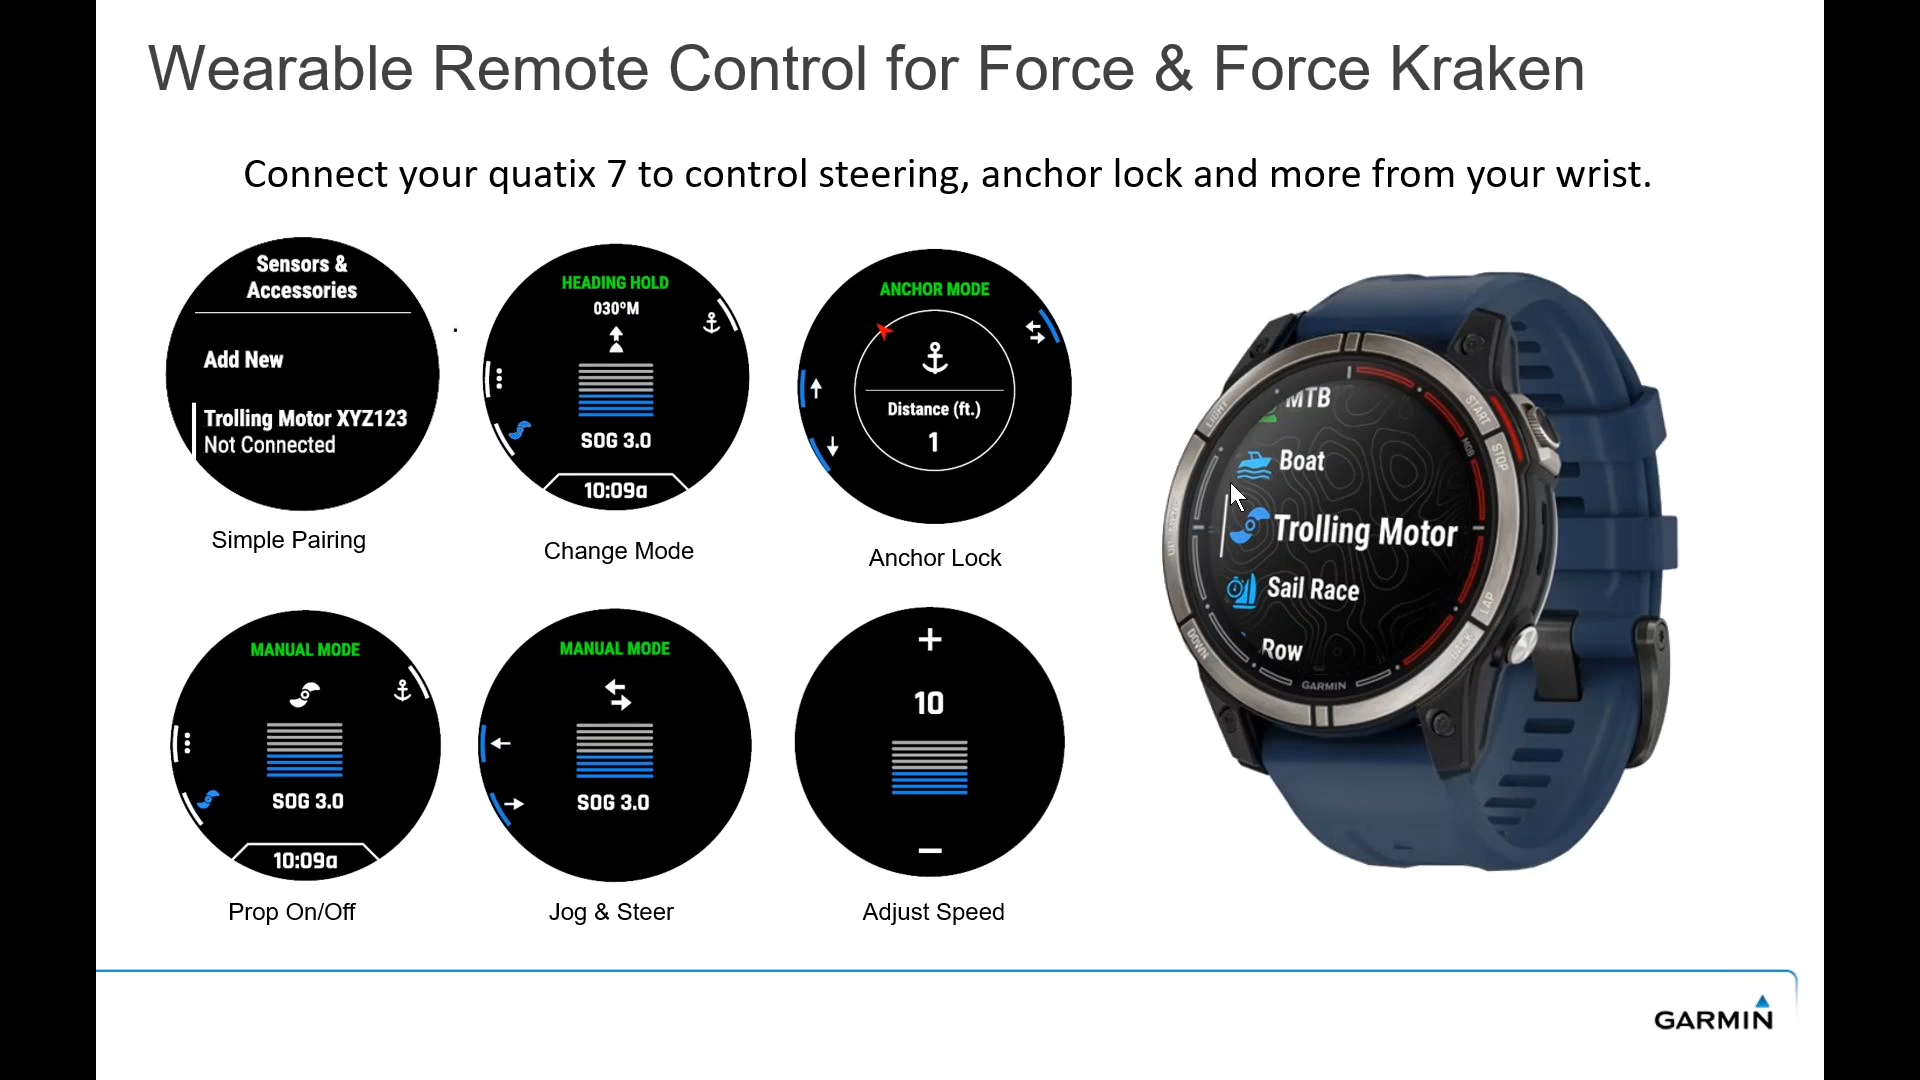 Wearable Remote Control for Force & Force Kraken
Connect your quatix 7 to control steering, anchor lock and more from your wrist.
Sensors &
Accessories
Add New
Trolling Motor XYZ123
Not Connected
Simple Pairing
HEADING HOLD
030ºM
SOG 3.0
10:09a
Change Mode
ANCHOR MODE
Distance (ft.)
1
Anchor Lock
MANUAL MODE
SOG 3.0
10:09a
Prop On/Off
MANUAL MODE
SOG 3.0
Jog & Steer
+
10
−
Adjust Speed
LIGHT
START
STOP
MOB
LAP
BACK
DOWN
MTB
Boat
Trolling Motor
Sail Race
Row
GARMIN
GARMIN